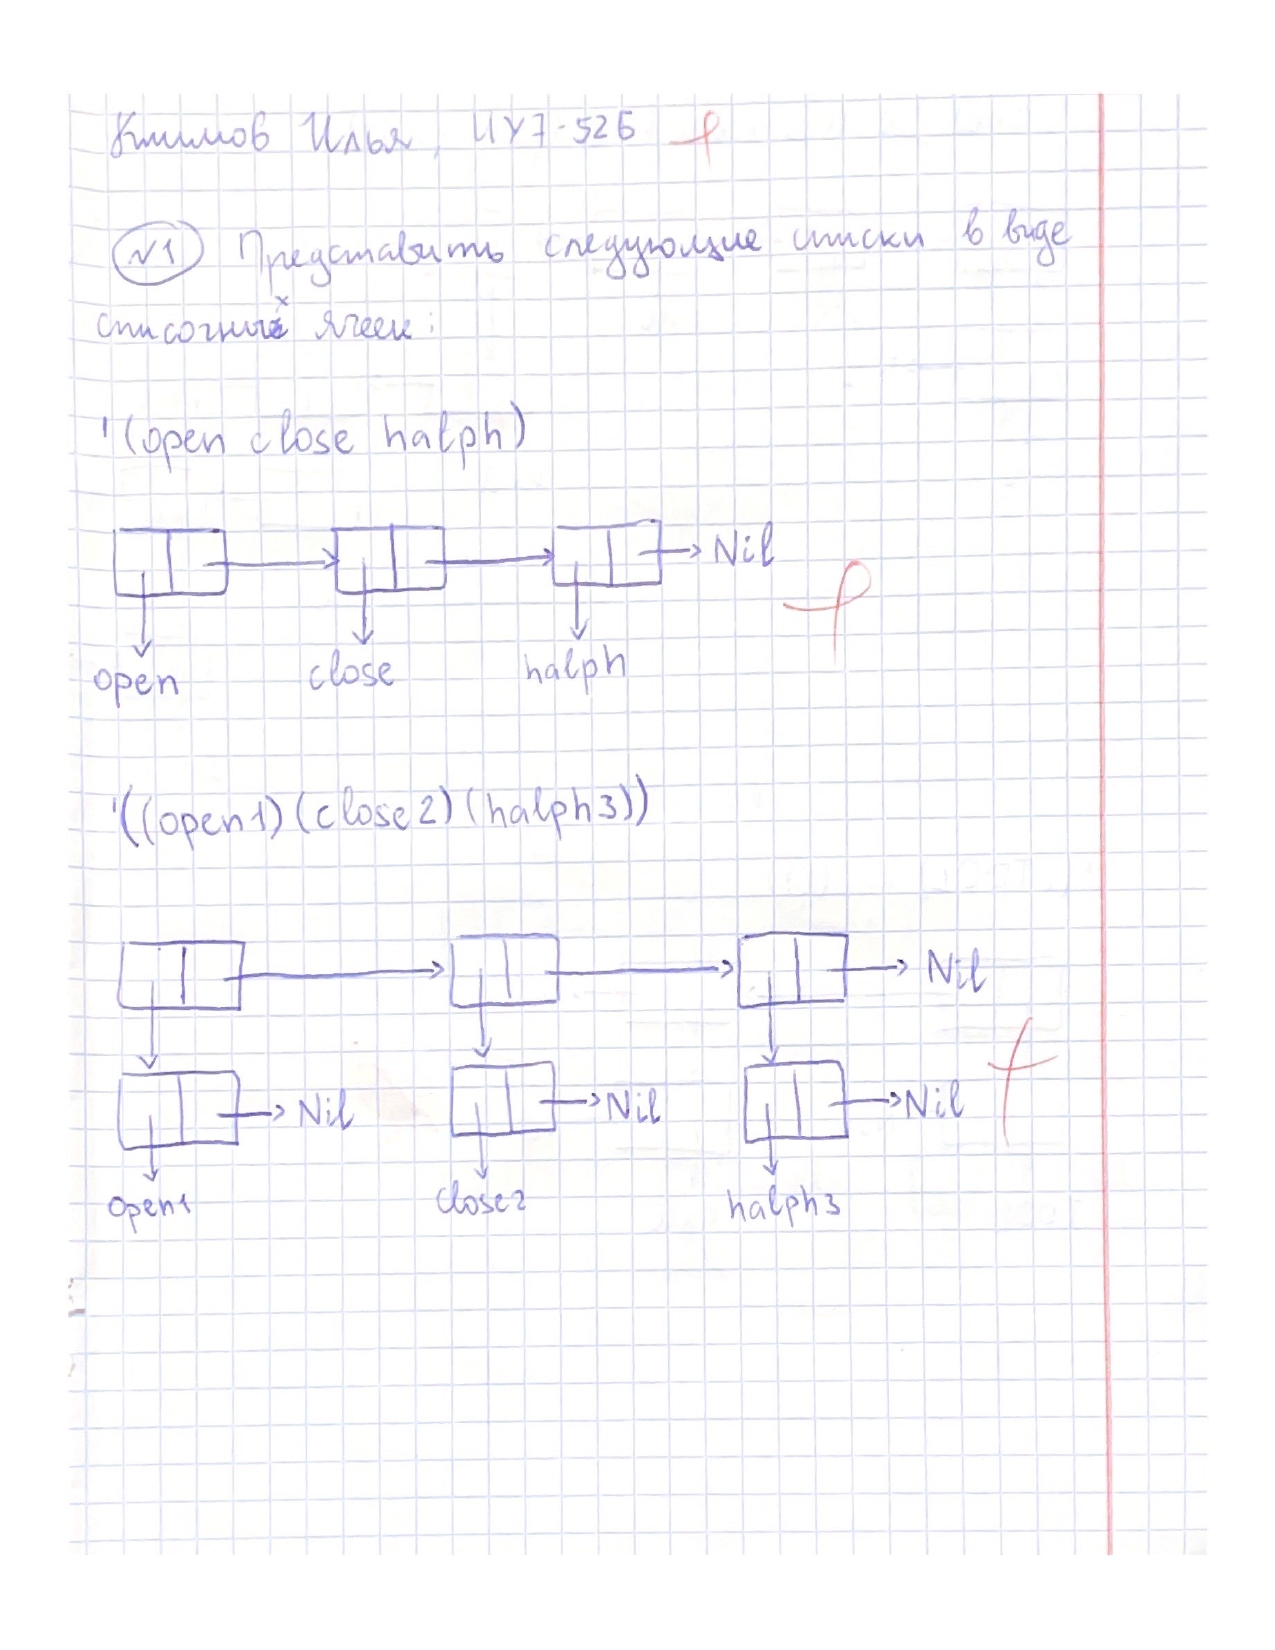 Климов Илья, ИУ7-52Б
№1 Представить следующие списки в виде
списочных ячеек:
'(open close halph)
Nil
open close halph
'((open1) (close2) (halph3))
Nil
Nil Nil Nil
open1 close2 halph3